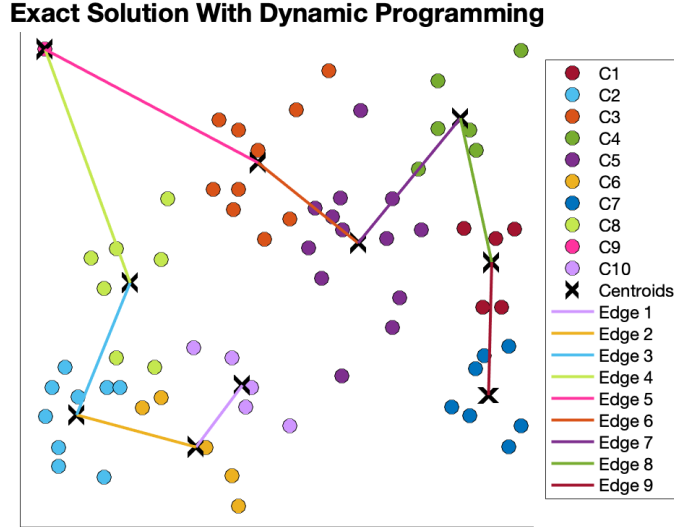 Exact Solution With Dynamic Programming
C1
C2
C3
C4
C5
C6
C7
C8
C9
C10
Centroids
Edge 1
Edge 2
Edge 3
Edge 4
Edge 5
Edge 6
Edge 7
Edge 8
Edge 9